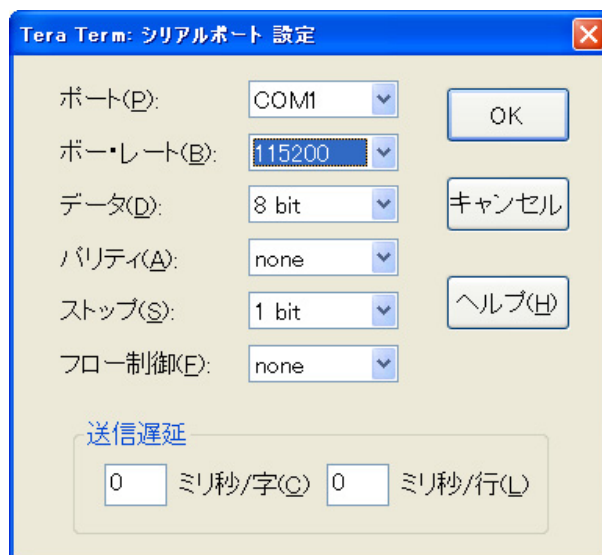 Tera Term: シリアルポート 設定
ポート(P): COM1
OK
ボー・レート(B): 115200
データ(D): 8 bit
キャンセル
パリティ(A): none
ストップ(S): 1 bit
ヘルプ(H)
フロー制御(F): none
送信遅延
0 ミリ秒/字(C) 0 ミリ秒/行(L)